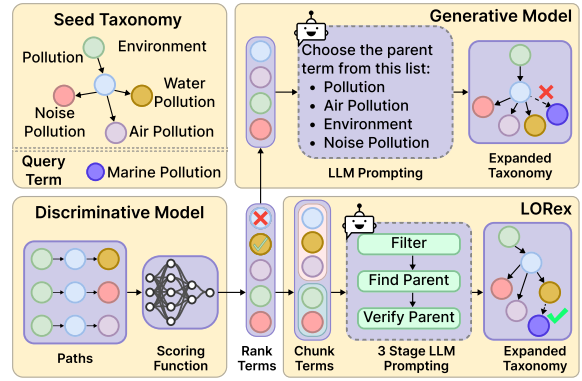 Seed Taxonomy
Environment
Pollution
Water
Pollution
Noise
Pollution
Air Pollution
Query
Term
Marine Pollution
Generative Model
Choose the parent
term from this list:
• Pollution
• Air Pollution
• Environment
• Noise Pollution
LLM Prompting
Expanded
Taxonomy
Discriminative Model
Paths
Scoring
Function
Rank
Terms
LORex
Chunk
Terms
Filter
Find Parent
Verify Parent
3 Stage LLM
Prompting
Expanded
Taxonomy